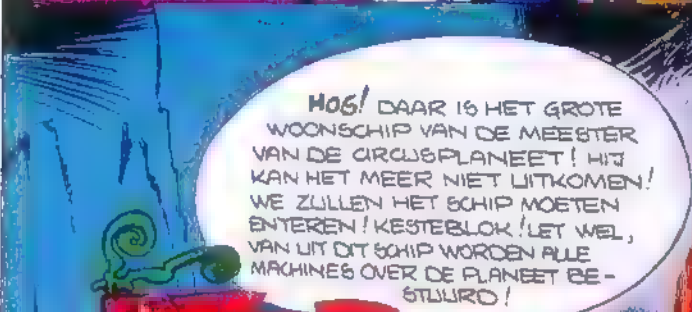 HOG! DAAR IS HET GROTE
WOONSCHIP VAN DE MEESTER
VAN DE CIRCUSPLANEET! HIJ
KAN HET MEER NIET UITKOMEN!
WE ZULLEN HET SCHIP MOETEN
ENTEREN! KESTEBLOK! LET WEL,
VAN UIT DIT SCHIP WORDEN ALLE
MACHINES OVER DE PLANEET BE-
STUURD!